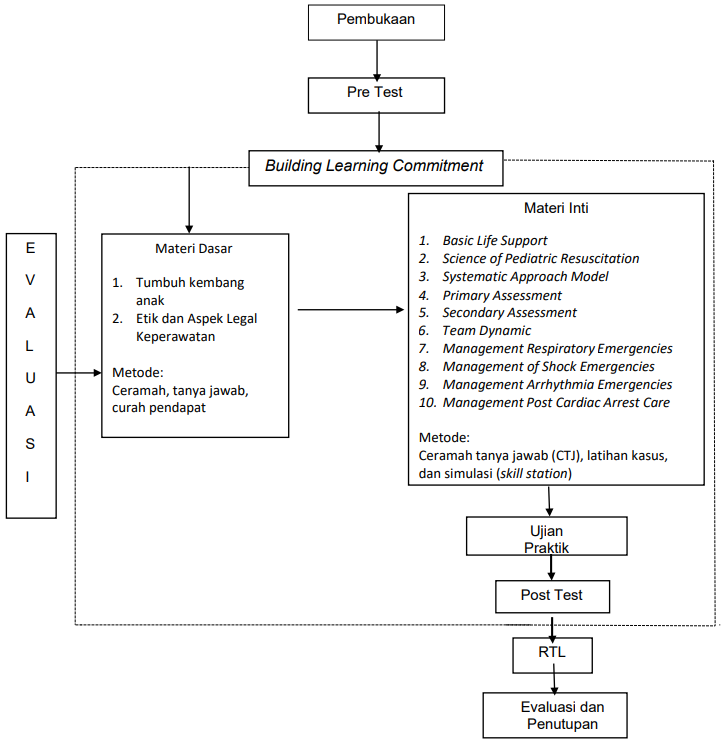 Pembukaan
Pre Test
Building Learning Commitment
E
V
A
L
U
A
S
I
Materi Dasar
1. Tumbuh kembang
anak
2. Etik dan Aspek Legal
Keperawatan
Metode:
Ceramah, tanya jawab,
curah pendapat
Materi Inti
1. Basic Life Support
2. Science of Pediatric Resuscitation
3. Systematic Approach Model
4. Primary Assessment
5. Secondary Assessment
6. Team Dynamic
7. Management Respiratory Emergencies
8. Management of Shock Emergencies
9. Management Arrhythmia Emergencies
10. Management Post Cardiac Arrest Care
Metode:
Ceramah tanya jawab (CTJ), latihan kasus,
dan simulasi (skill station)
Ujian
Praktik
Post Test
RTL
Evaluasi dan
Penutupan